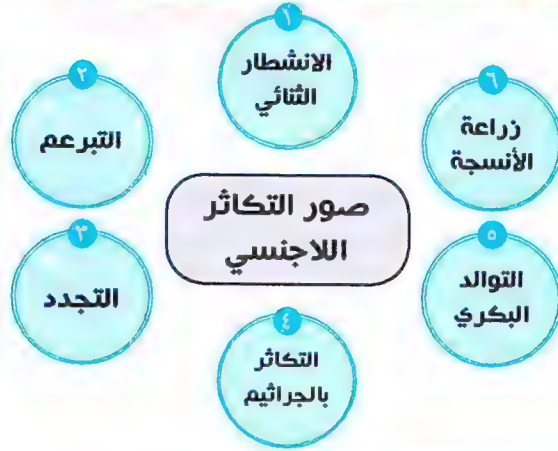 صور التكاثر
اللاجنسي
١
الانشطار
الثنائي
٢
التبرعم
٣
التجدد
٤
التكاثر
بالجراثيم
٥
التوالد
البكري
٦
زراعة
الأنسجة